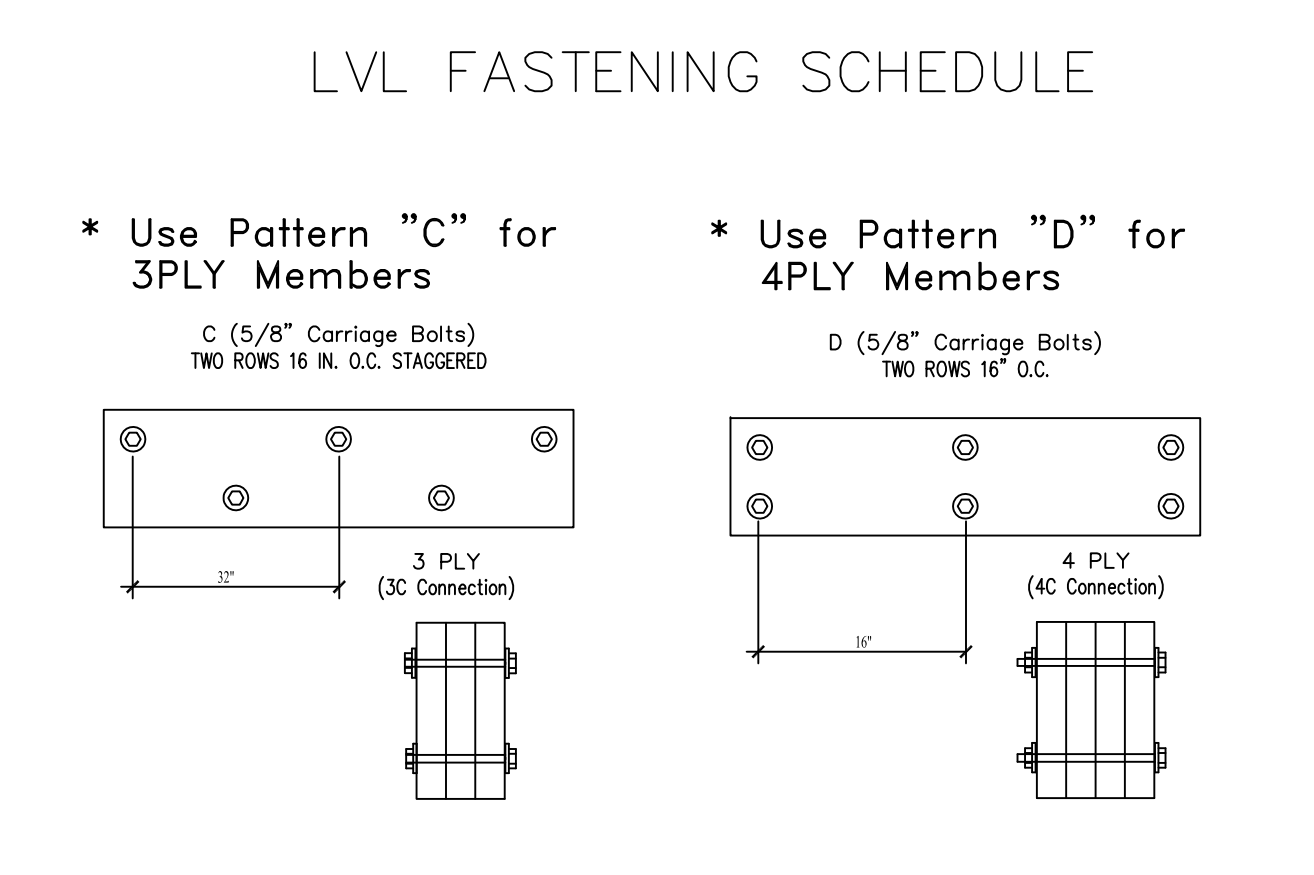 LVL FASTENING SCHEDULE
* Use Pattern "C" for
3PLY Members
C (5/8" Carriage Bolts)
TWO ROWS 16 IN. O.C. STAGGERED
32"
3 PLY
(3C Connection)
* Use Pattern "D" for
4PLY Members
D (5/8" Carriage Bolts)
TWO ROWS 16" O.C.
16"
4 PLY
(4C Connection)